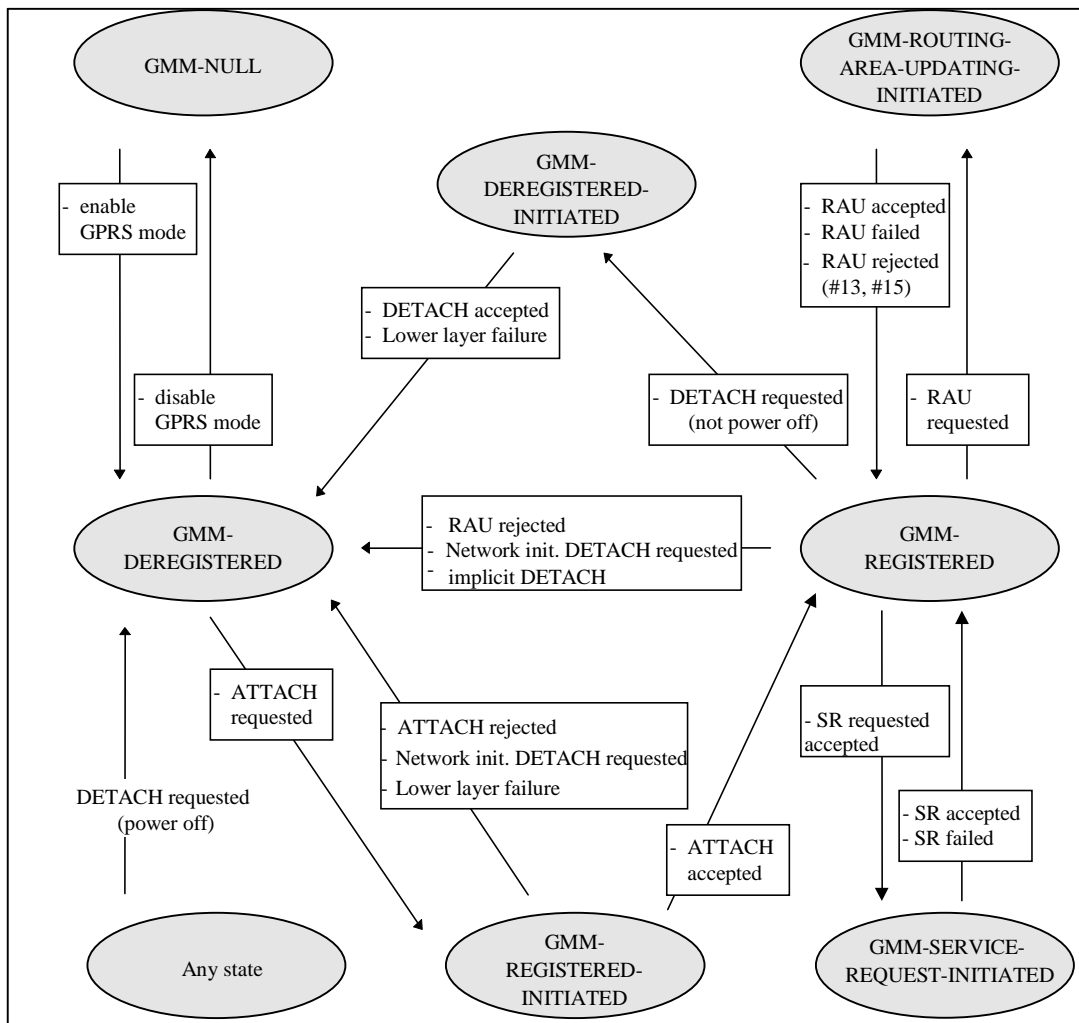 GMM-NULL
GMM-ROUTING-
AREA-UPDATING-
INITIATED
GMM-
DEREGISTERED-
INITIATED
- enable
GPRS mode
- RAU accepted
- RAU failed
- RAU rejected
(#13, #15)
- DETACH accepted
- Lower layer failure
- disable
GPRS mode
- DETACH requested
(not power off)
- RAU
requested
GMM-
DEREGISTERED
- RAU rejected
- Network init. DETACH requested
- implicit DETACH
GMM-
REGISTERED
- ATTACH
requested
- ATTACH rejected
- Network init. DETACH requested
- Lower layer failure
- SR requested
accepted
DETACH requested
(power off)
- ATTACH
accepted
- SR accepted
- SR failed
Any state
GMM-
REGISTERED-
INITIATED
GMM-SERVICE-
REQUEST-INITIATED